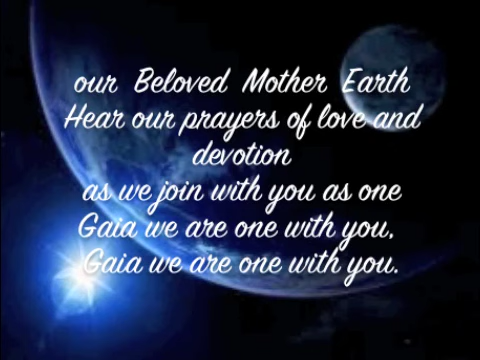 our Beloved Mother Earth
Hear our prayers of love and
devotion
as we join with you as one
Gaia we are one with you,
Gaia we are one with you.